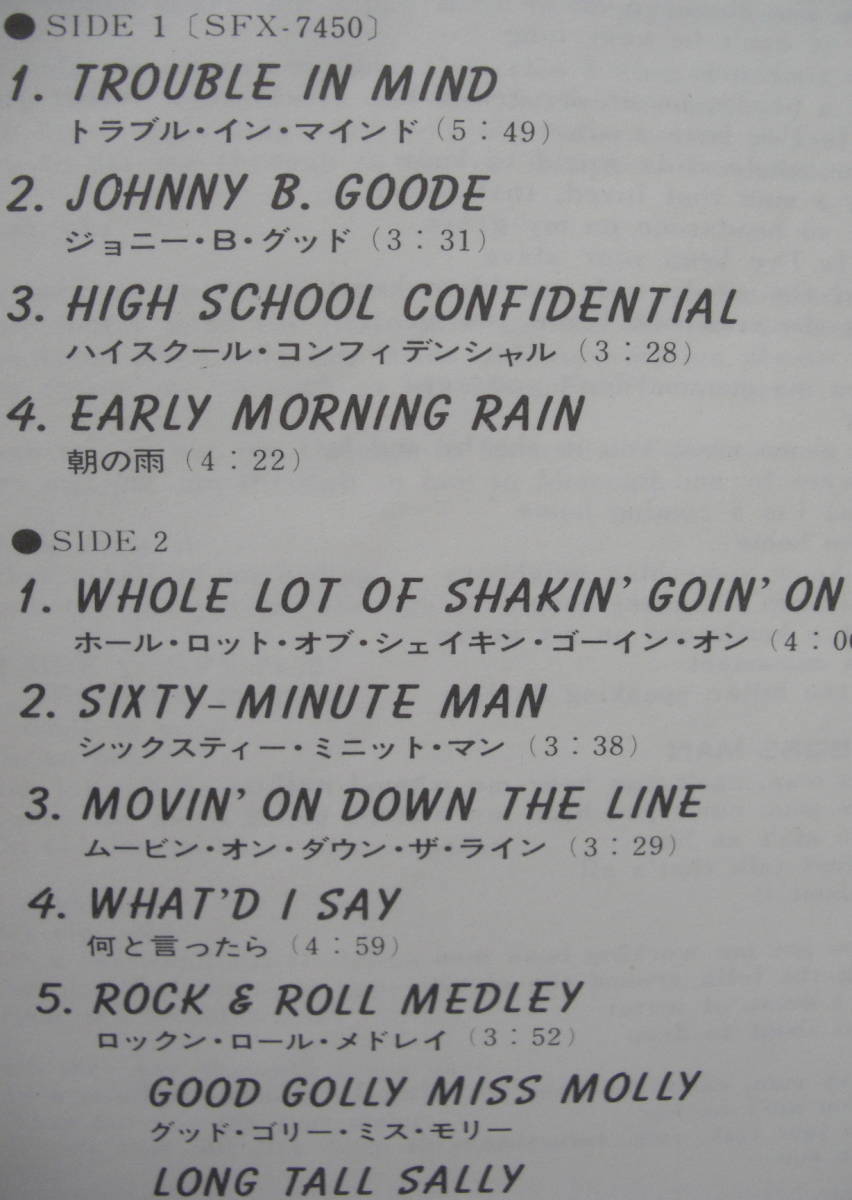 ● SIDE 1〔SFX-7450〕
1. TROUBLE IN MIND
トラブル・イン・マインド (5:49)
2. JOHNNY B. GOODE
ジョニー・B・グッド (3:31)
3. HIGH SCHOOL CONFIDENTIAL
ハイスクール・コンフィデンシャル (3:28)
4. EARLY MORNING RAIN
朝の雨 (4:22)
● SIDE 2
1. WHOLE LOT OF SHAKIN' GOIN' ON
ホール・ロット・オブ・シェイキン・ゴーイン・オン (4:0
2. SIXTY-MINUTE MAN
シックスティー・ミニット・マン (3:38)
3. MOVIN' ON DOWN THE LINE
ムービン・オン・ダウン・ザ・ライン (3:29)
4. WHAT'D I SAY
何と言ったら (4:59)
5. ROCK & ROLL MEDLEY
ロックン・ロール・メドレイ (3:52)
GOOD GOLLY MISS MOLLY
グッド・ゴリー・ミス・モリー
LONG TALL SALLY